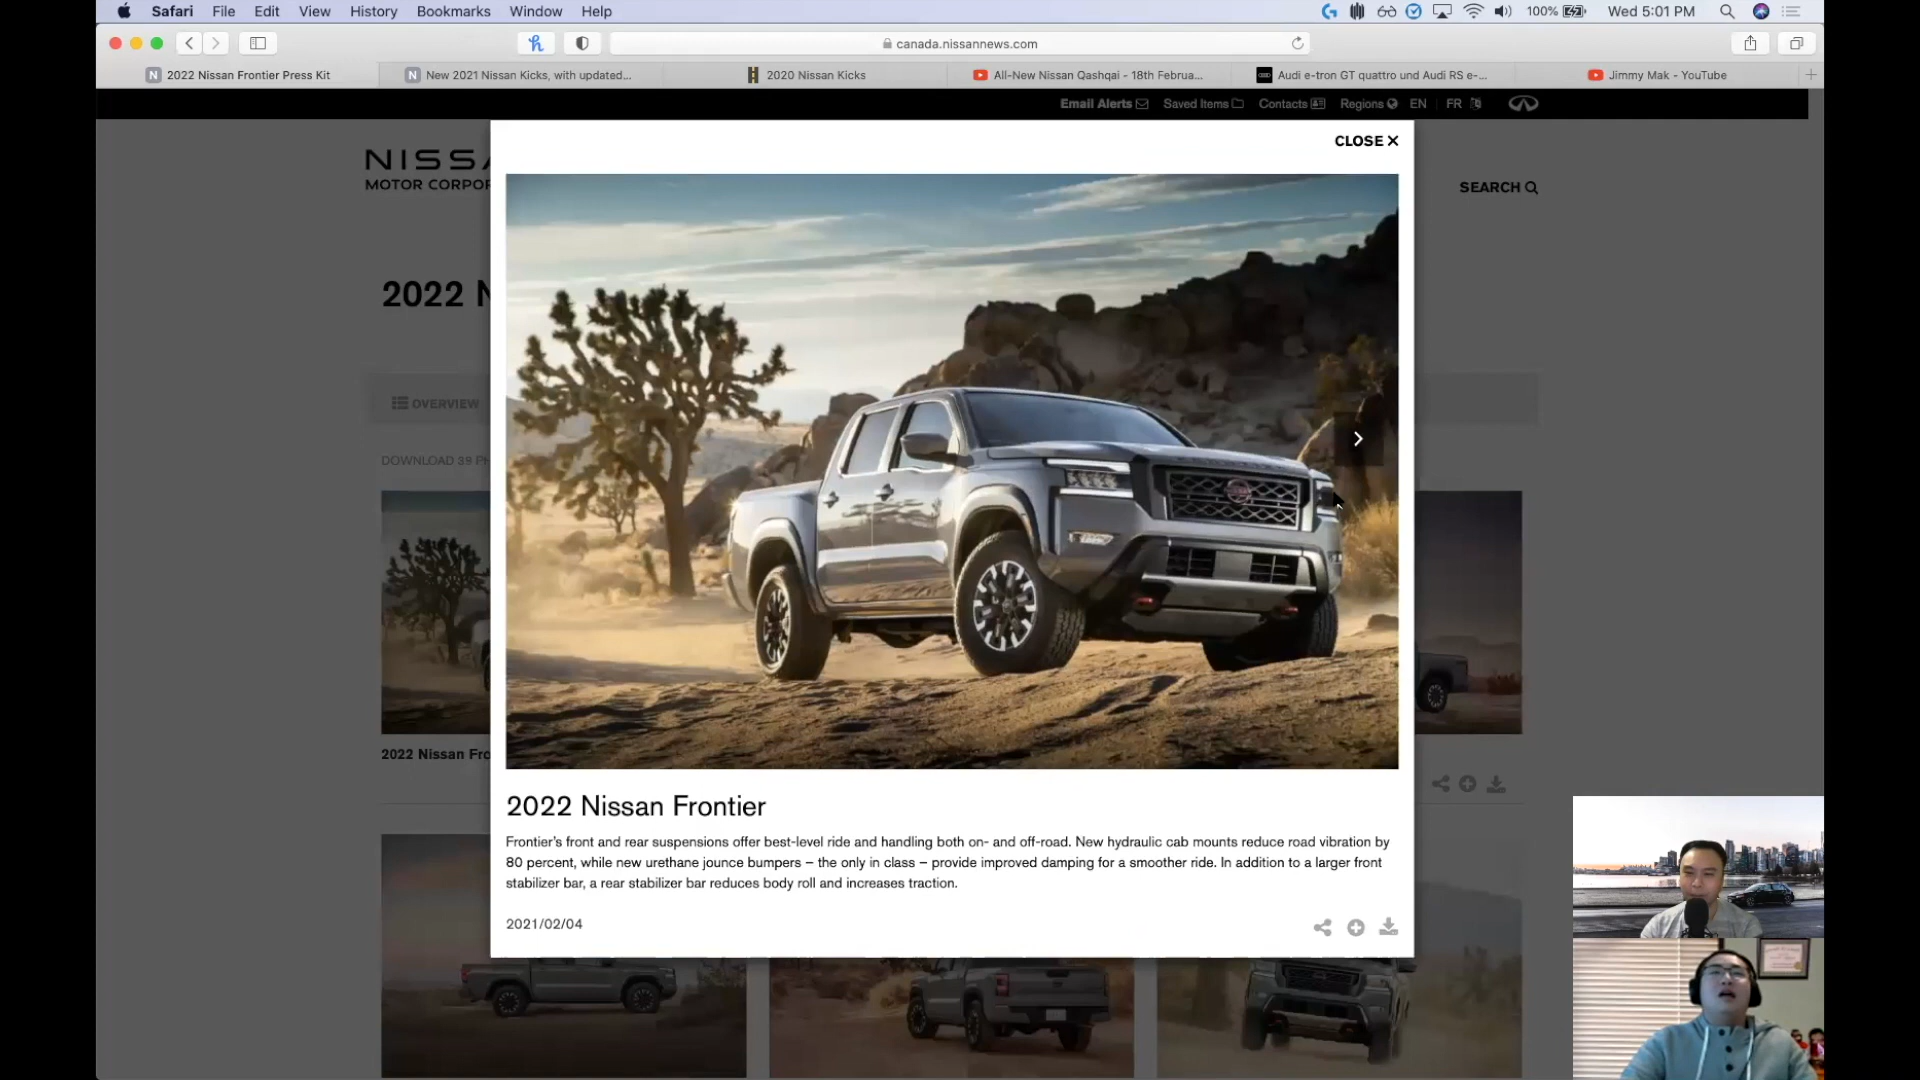 Safari File Edit View History Bookmarks Window Help 100% Wed 5:01 PM
canada.nissannews.com
2022 Nissan Frontier Press Kit New 2021 Nissan Kicks, with updated... 2020 Nissan Kicks All-New Nissan Qashqai - 18th Februa... Audi e-tron GT quattro und Audi RS e-... Jimmy Mak - YouTube
Email Alerts Saved Items Contacts Regions EN FR
CLOSE
NISSA
MOTOR CORPOR
SEARCH
2022 N
OVERVIEW
DOWNLOAD 39 PH
2022 Nissan Fro
2022 Nissan Frontier
Frontier's front and rear suspensions offer best-level ride and handling both on- and off-road. New hydraulic cab mounts reduce road vibration by
80 percent, while new urethane jounce bumpers – the only in class – provide improved damping for a smoother ride. In addition to a larger front
stabilizer bar, a rear stabilizer bar reduces body roll and increases traction.
2021/02/04